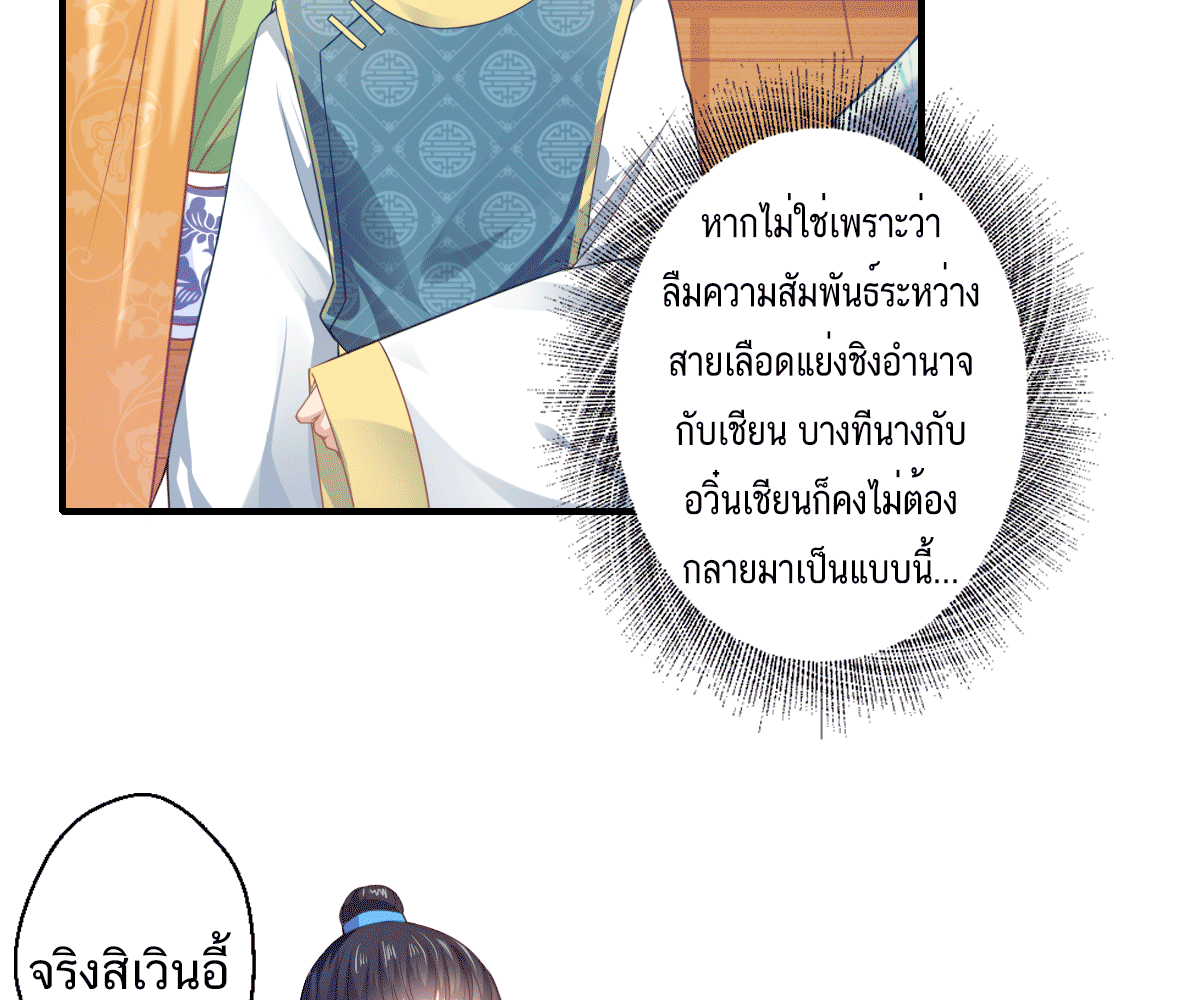 หากไม่ใช่เพราะว่า
ลืมความสัมพันธ์ระหว่าง
สายเลือดแย่งชิงอำนาจ
กับเชียน บางทีนางกับ
อวิ๋นเชียนก็คงไม่ต้อง
กลายมาเป็นแบบนี้...
จริงสิเวินอี้